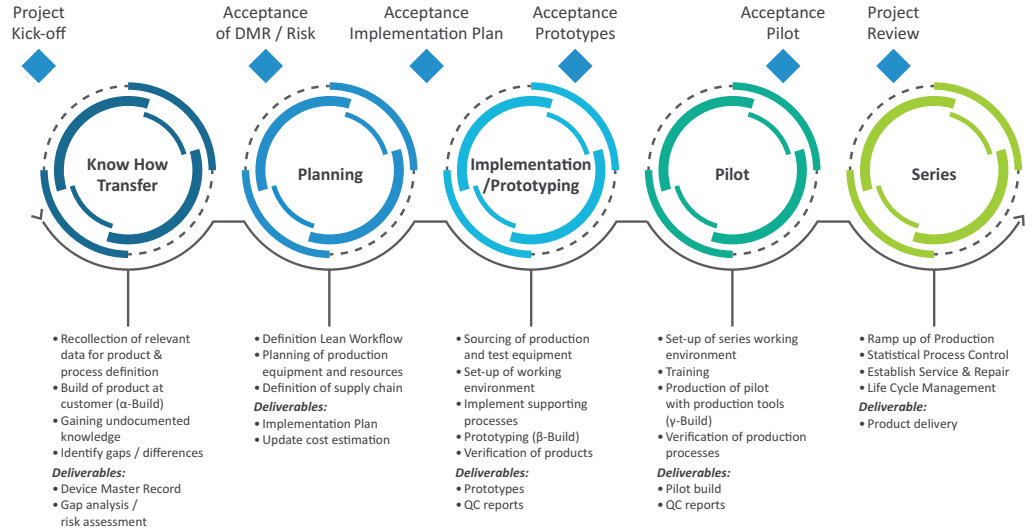 Project
Kick-off
Acceptance
of DMR / Risk
Acceptance
Implementation Plan
Acceptance
Prototypes
Acceptance
Pilot
Project
Review
Know How
Transfer
Planning
Implementation
/Prototyping
Pilot
Series
• Recollection of relevant
data for product &
process definition
• Build of product at
customer (α-Build)
• Gaining undocumented
knowledge
• Identify gaps / differences
Deliverables:
• Device Master Record
• Gap analysis /
risk assessment
• Definition Lean Workflow
• Planning of production
equipment and resources
• Definition of supply chain
Deliverables:
• Implementation Plan
• Update cost estimation
• Sourcing of production
and test equipment
• Set-up of working
environment
• Implement supporting
processes
• Prototyping (β-Build)
• Verification of products
Deliverables:
• Prototypes
• QC reports
• Set-up of series working
environment
• Training
• Production of pilot
with production tools
(γ-Build)
• Verification of production
processes
Deliverables:
• Pilot build
• QC reports
• Ramp up of Production
• Statistical Process Control
• Establish Service & Repair
• Life Cycle Management
Deliverable:
• Product delivery